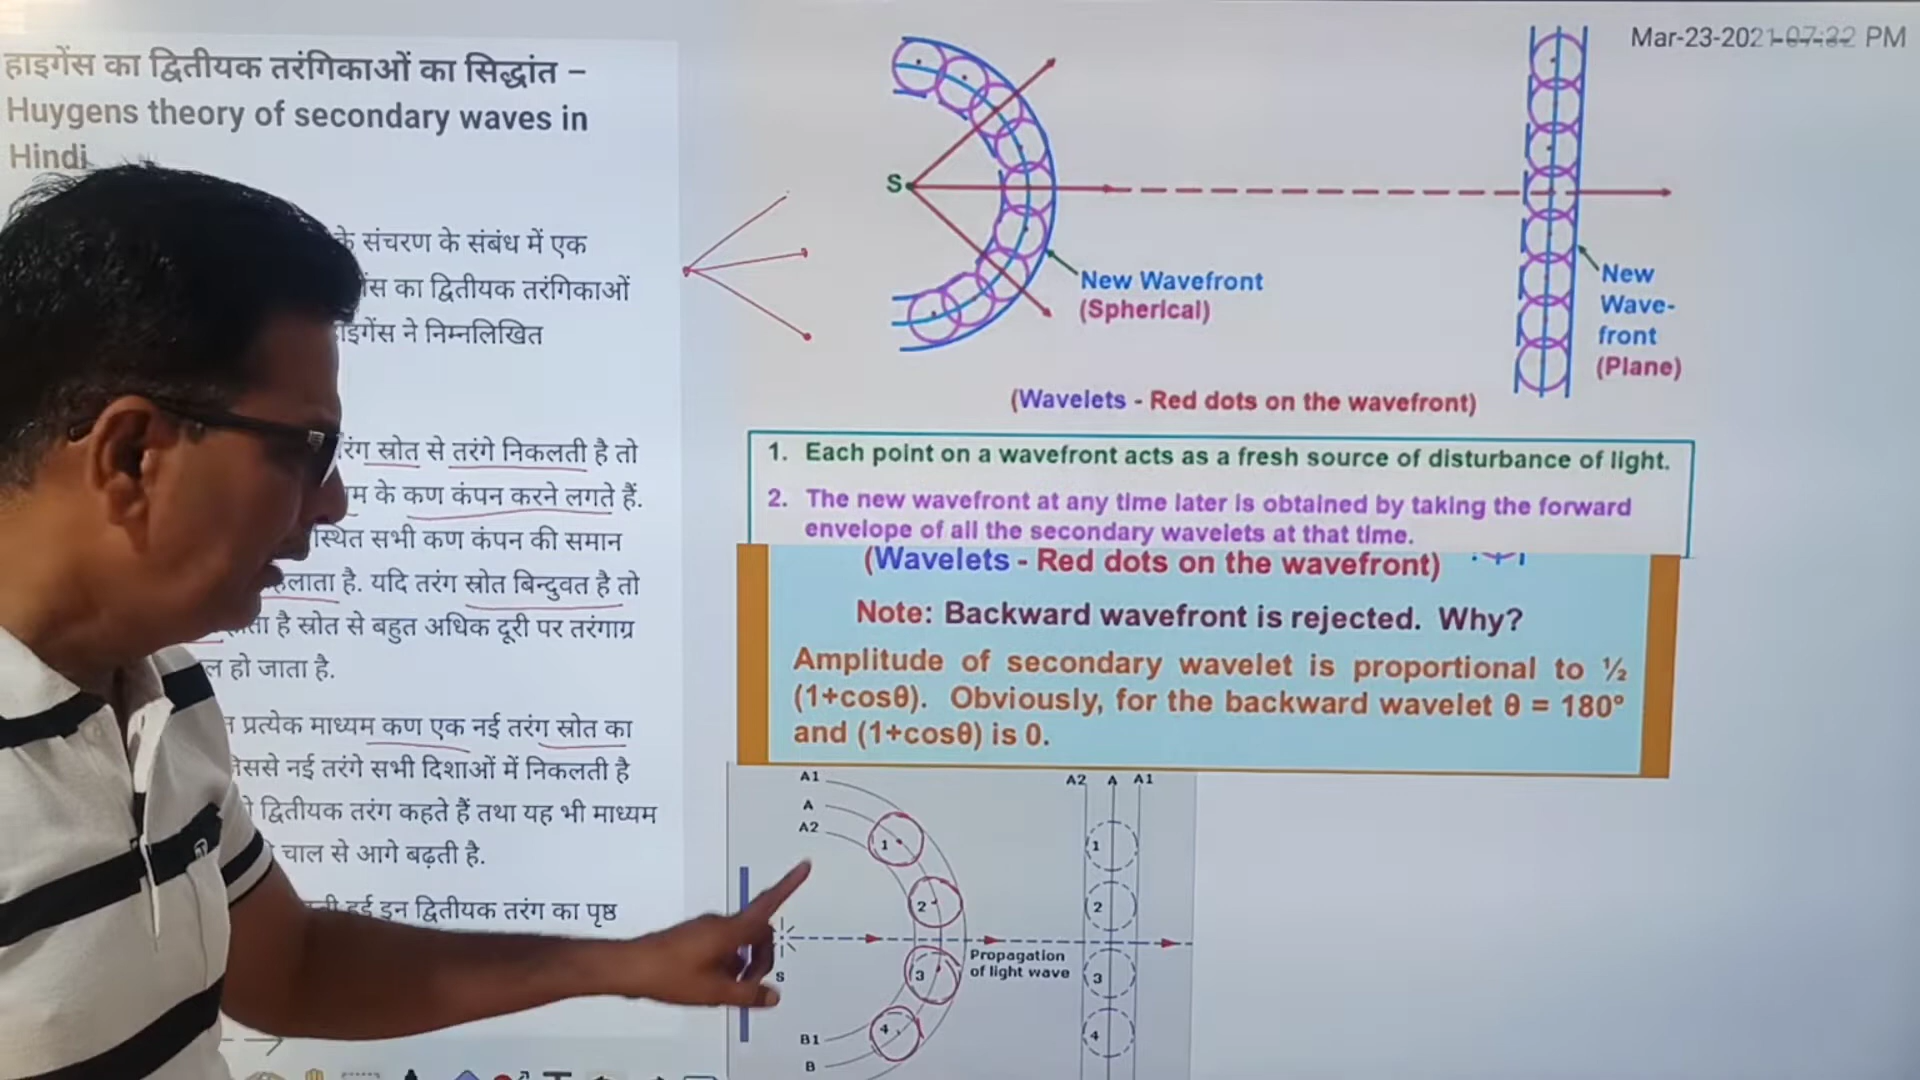 हाइगेंस का द्वितीयक तरंगिकाओं का सिद्धांत –
Huygens theory of secondary waves in
Hindi
के संचरण के संबंध में एक
का द्वितीयक तरंगिकाओं
हाइगेंस ने निम्नलिखित
स्रोत से तरंगे निकलती है तो
के कण कंपन करने लगते हैं.
स्थित सभी कण कंपन की समान
है. यदि तरंग स्रोत बिन्दुवत है तो
है स्रोत से बहुत अधिक दूरी पर तरंगाग्र
हो जाता है.
प्रत्येक माध्यम कण एक नई तरंग स्रोत का
नई तरंगे सभी दिशाओं में निकलती है
द्वितीयक तरंग कहते हैं तथा यह भी माध्यम
चाल से आगे बढ़ती है.
हुई इन द्वितीयक तरंग का पृष्ठ
Mar-23-2021 07:32 PM
S
New Wavefront
(Spherical)
New
Wave-
front
(Plane)
(Wavelets - Red dots on the wavefront)
1. Each point on a wavefront acts as a fresh source of disturbance of light.
2. The new wavefront at any time later is obtained by taking the forward
envelope of all the secondary wavelets at that time.
(Wavelets - Red dots on the wavefront)
Note: Backward wavefront is rejected. Why?
Amplitude of secondary wavelet is proportional to ½
(1+cosθ). Obviously, for the backward wavelet θ = 180°
and (1+cosθ) is 0.
A1
A
A2
1
2
3
4
S
B1
B
Propagation
of light wave
A2 A A1
1
2
3
4